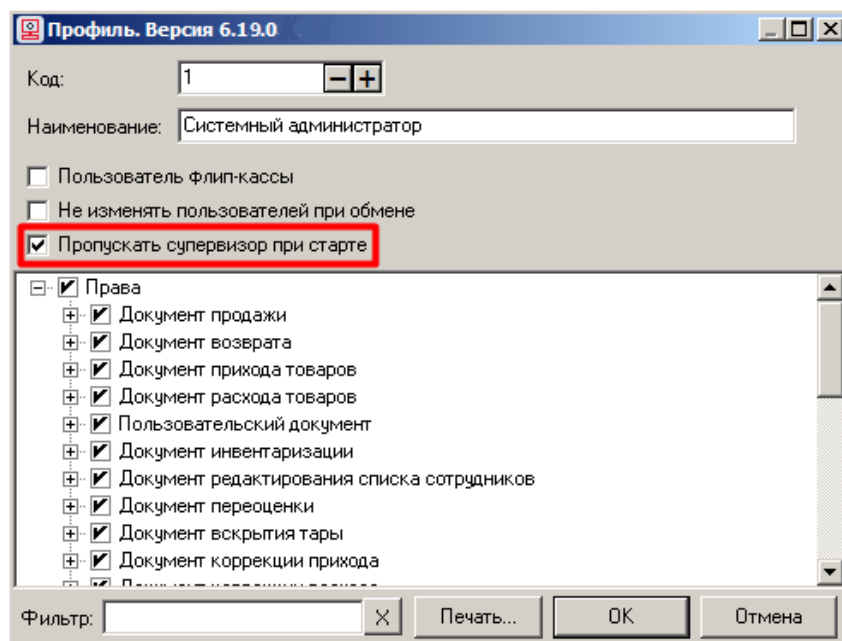 Профиль. Версия 6.19.0
Код: 1
Наименование: Системный администратор
Пользователь флип-кассы
Не изменять пользователей при обмене
Пропускать супервизор при старте
Права
Документ продажи
Документ возврата
Документ прихода товаров
Документ расхода товаров
Пользовательский документ
Документ инвентаризации
Документ редактирования списка сотрудников
Документ переоценки
Документ вскрытия тары
Документ коррекции прихода
Фильтр: X Печать... OK Отмена